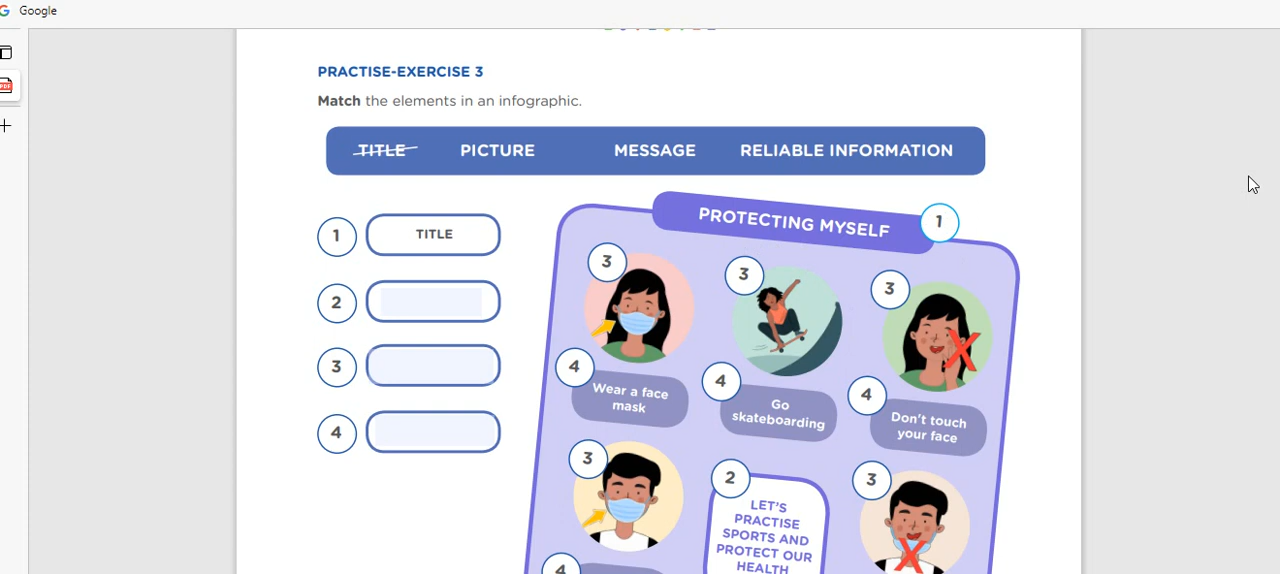 Google
PRACTISE-EXERCISE 3
Match the elements in an infographic.
TITLE PICTURE MESSAGE RELIABLE INFORMATION
1 TITLE
2
3
4
PROTECTING MYSELF 1
3
3
3
4
Wear a face
mask
4
Go
skateboarding
4
Don't touch
your face
3
2
LET'S
PRACTISE
SPORTS AND
PROTECT OUR
HEALTH
3
4